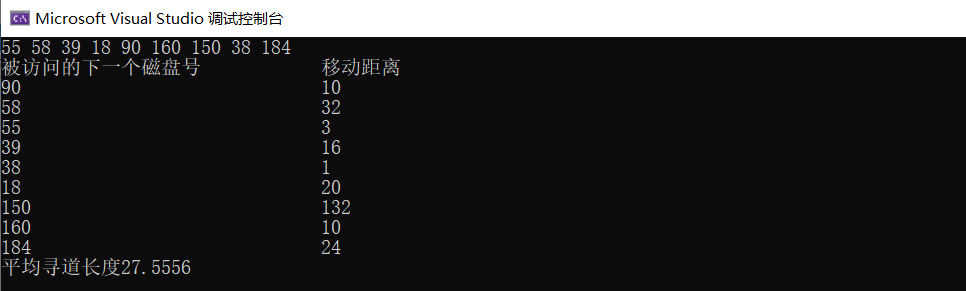 Microsoft Visual Studio 调试控制台
55 58 39 18 90 160 150 38 184
被访问的下一个磁盘号 移动距离
90 10
58 32
55 3
39 16
38 1
18 20
150 132
160 10
184 24
平均寻道长度27.5556